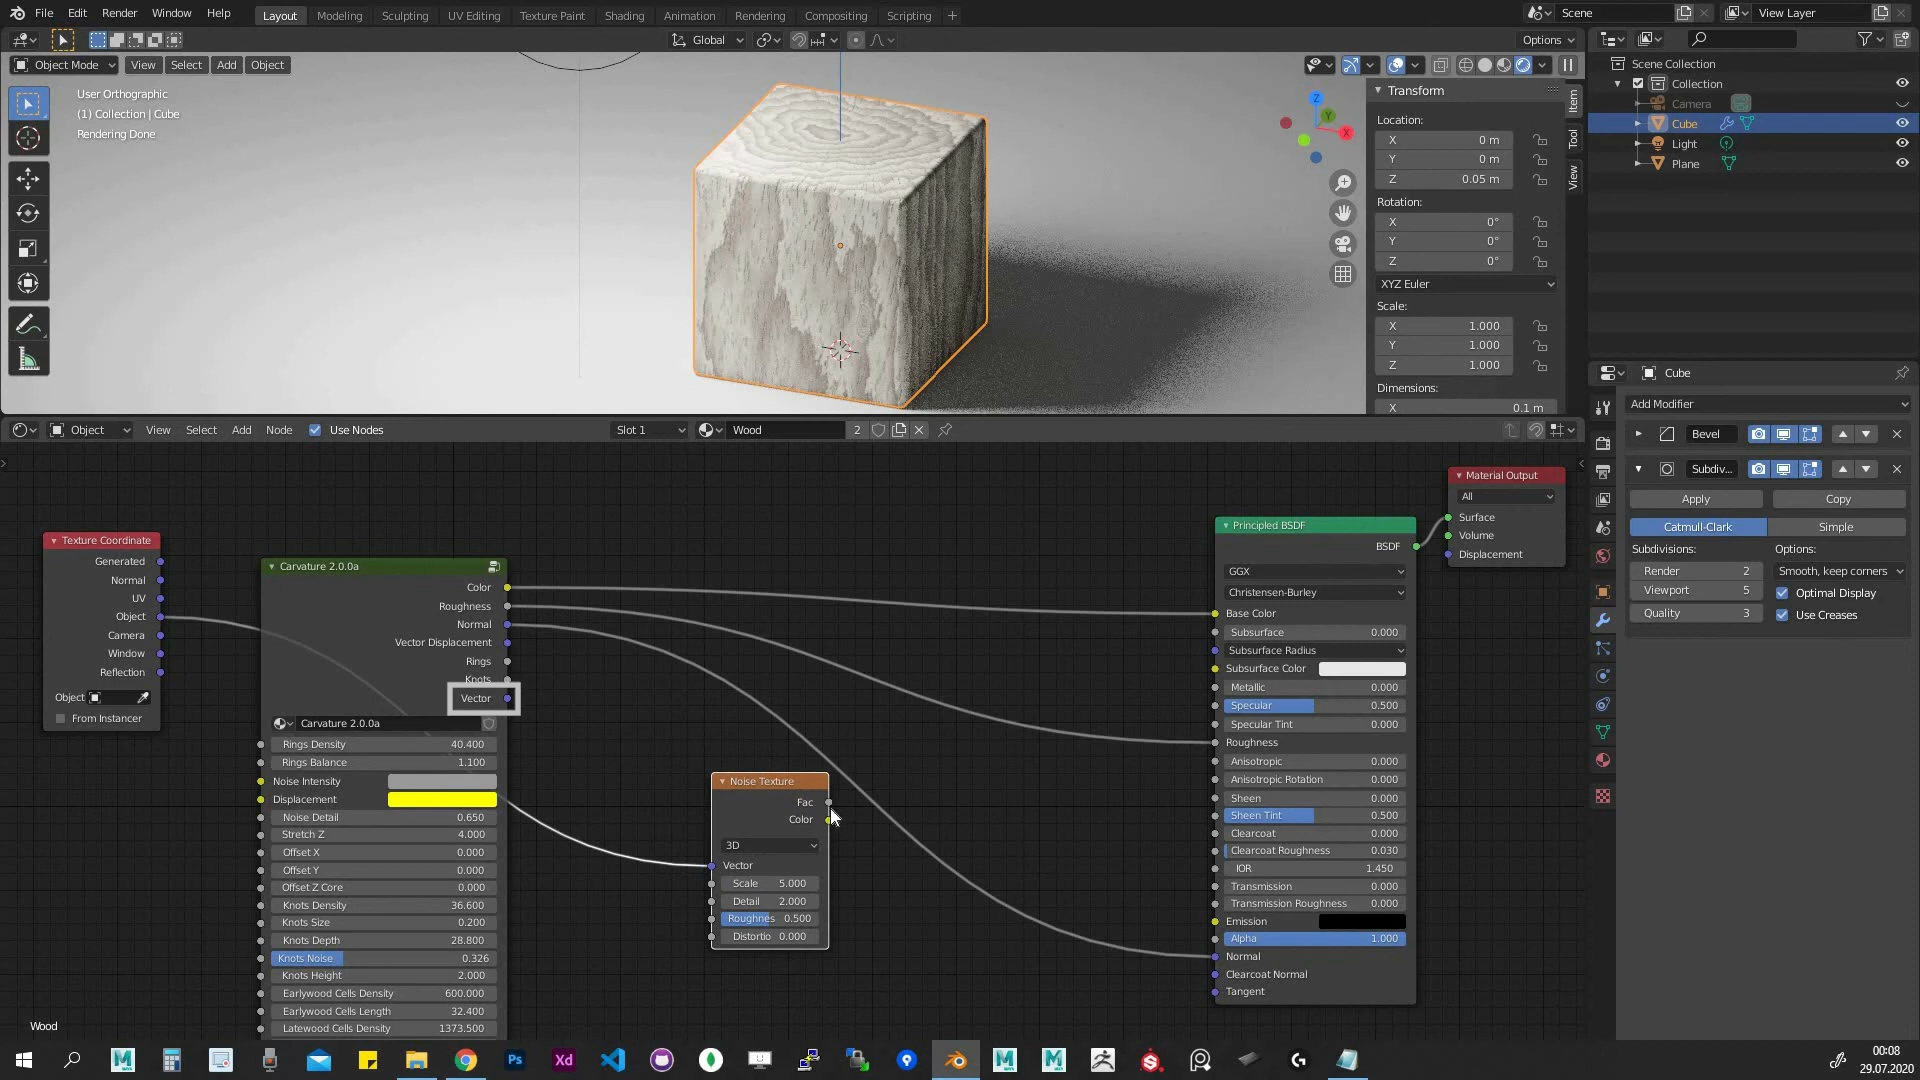 File Edit Render Window Help Layout Modeling Sculpting UV Editing Texture Paint Shading Animation Rendering Compositing Scripting + Scene View Layer
Global Options
Object Mode View Select Add Object
User Orthographic
(1) Collection | Cube
Rendering Done
Z
Y
X
Transform
Location:
X 0 m
Y 0 m
Z 0.05 m
Rotation:
X 0°
Y 0°
Z 0°
XYZ Euler
Scale:
X 1.000
Y 1.000
Z 1.000
Dimensions:
X 0.1 m
Item
Tool
View
Scene Collection
Collection
Camera
Cube
Light
Plane
Cube
Add Modifier
Bevel
Subdiv...
Apply Copy
Catmull-Clark Simple
Subdivisions: Options:
Render 2 Smooth, keep corners
Viewport 5 Optimal Display
Quality 3 Use Creases
Object View Select Add Node Use Nodes Slot 1 Wood 2
Texture Coordinate
Generated
Normal
UV
Object
Camera
Window
Reflection
Object
From Instancer
Carvature 2.0.0a
Color
Roughness
Normal
Vector Displacement
Rings
Knots
Vector
Carvature 2.0.0a
Rings Density 40.400
Rings Balance 1.100
Noise Intensity
Displacement
Noise Detail 0.650
Stretch Z 4.000
Offset X 0.000
Offset Y 0.000
Offset Z Core 0.000
Knots Density 36.600
Knots Size 0.200
Knots Depth 28.800
Knots Noise 0.326
Knots Height 2.000
Earlywood Cells Density 600.000
Earlywood Cells Length 32.400
Latewood Cells Density 1373.500
Noise Texture
Fac
Color
3D
Vector
Scale 5.000
Detail 2.000
Roughnes 0.500
Distortio 0.000
Principled BSDF
BSDF
GGX
Christensen-Burley
Base Color
Subsurface 0.000
Subsurface Radius
Subsurface Color
Metallic 0.000
Specular 0.500
Specular Tint 0.000
Roughness
Anisotropic 0.000
Anisotropic Rotation 0.000
Sheen 0.000
Sheen Tint 0.500
Clearcoat 0.000
Clearcoat Roughness 0.030
IOR 1.450
Transmission 0.000
Transmission Roughness 0.000
Emission
Alpha 1.000
Normal
Clearcoat Normal
Tangent
Material Output
All
Surface
Volume
Displacement
Wood
Ps
Xd
00:08
29.07.2020